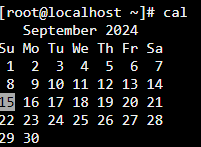 [root@localhost ~]# cal
September 2024
Su Mo Tu We Th Fr Sa
1 2 3 4 5 6 7
8 9 10 11 12 13 14
15 16 17 18 19 20 21
22 23 24 25 26 27 28
29 30